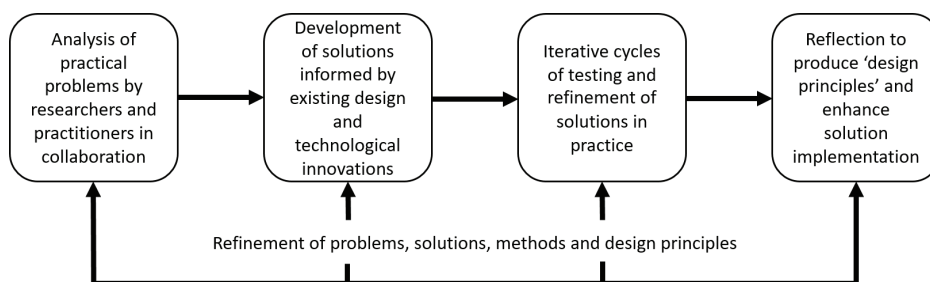 Analysis of
practical
problems by
researchers and
practitioners in
collaboration
Development
of solutions
informed by
existing design
and
technological
innovations
Iterative cycles
of testing and
refinement of
solutions in
practice
Reflection to
produce ‘design
principles’ and
enhance
solution
implementation
Refinement of problems, solutions, methods and design principles